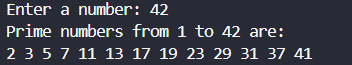 Enter a number: 42
Prime numbers from 1 to 42 are:
2 3 5 7 11 13 17 19 23 29 31 37 41